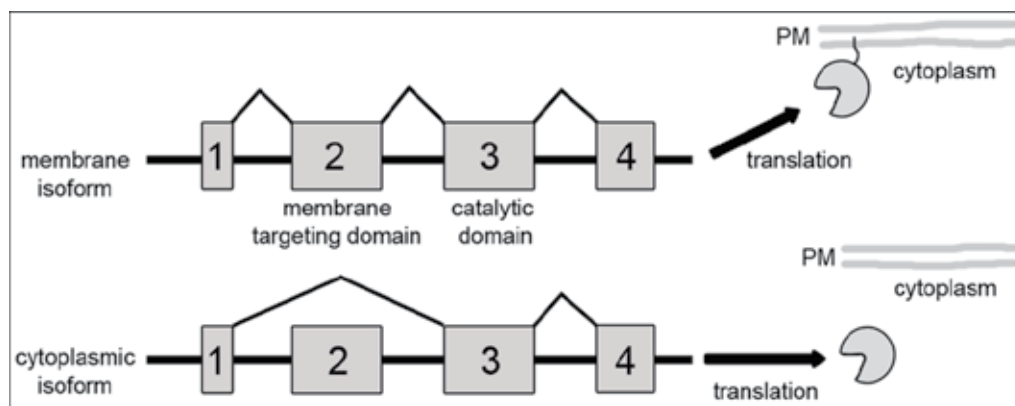 PM
cytoplasm
membrane
isoform
1 2 3 4
translation
membrane
targeting domain
catalytic
domain
PM
cytoplasm
cytoplasmic
isoform
1 2 3 4
translation